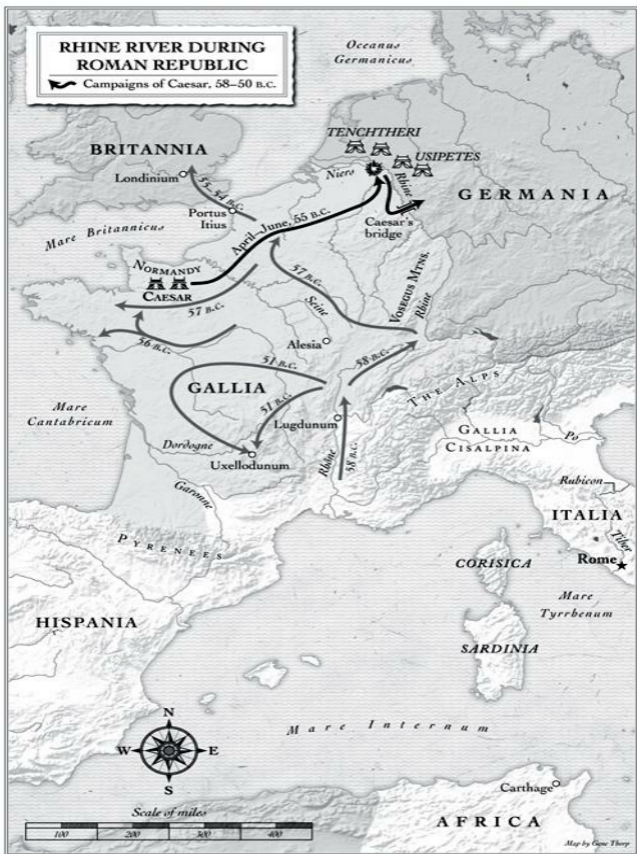 RHINE RIVER DURING
ROMAN REPUBLIC
Campaigns of Caesar, 58–50 B.C.
Oceanus
Germanicus
TENCHTHERI
USIPETES
BRITANNIA
Londinium
Niers
Rhine
GERMANIA
55–54 B.C.
Portus
Itius
Caesar's
bridge
Mare Britannicus
April–June, 55 B.C.
NORMANDY
CAESAR
57 B.C.
57 B.C.
Seine
VOSEGUS MTNS.
Rhine
56 B.C.
Alesia
58 B.C.
51 B.C.
GALLIA
51 B.C.
THE ALPS
Mare
Cantabricum
Lugdunum
GALLIA
CISALPINA
Po
Dordogne
Uxellodunum
Rhône
58 B.C.
Garonne
Rubicon
ITALIA
Tiber
PYRENEES
Rome
CORISICA
Mare
Tyrrhenum
HISPANIA
SARDINIA
N
W E
S
Mare Internum
Carthage
Scale of miles
100 200 300 400
AFRICA
Map by Gene Thorp